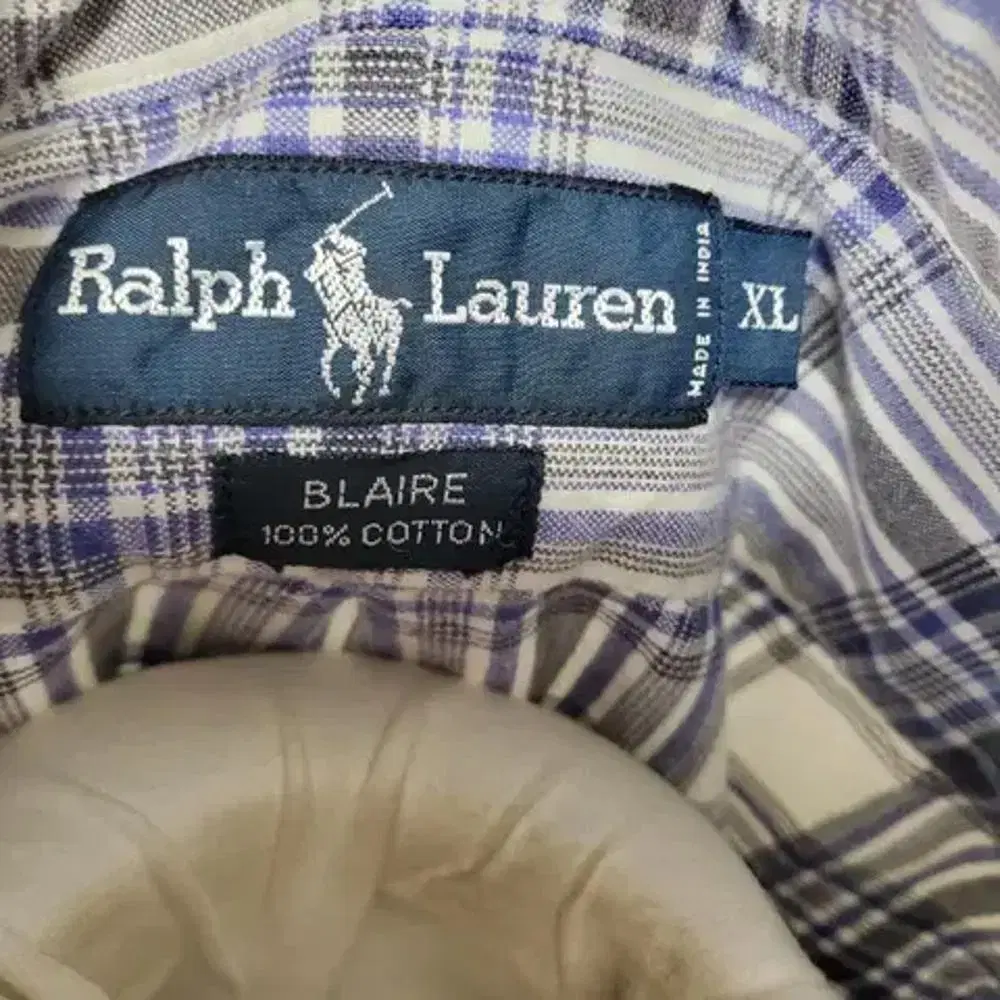 Ralph Lauren
MADE IN INDIA
XL
BLAIRE
100% COTTON